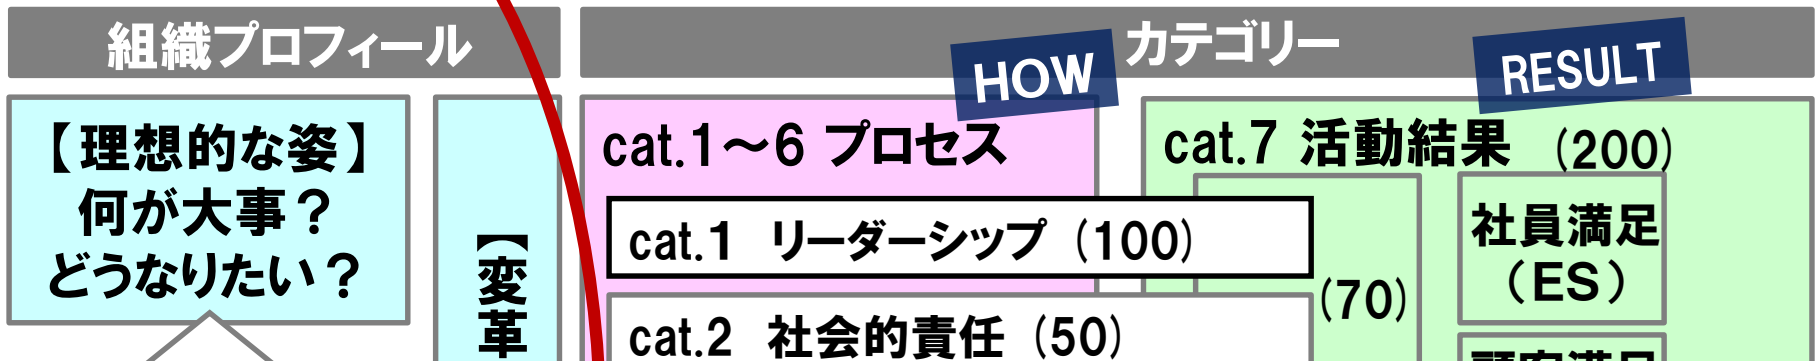 組織プロフィール
カテゴリー
HOW
RESULT
【理想的な姿】
何が大事？
どうなりたい？
【変革
cat.1～6 プロセス
cat.1 リーダーシップ（100）
cat.2 社会的責任（50）
cat.7 活動結果（200）
(70)
社員満足
（ES）